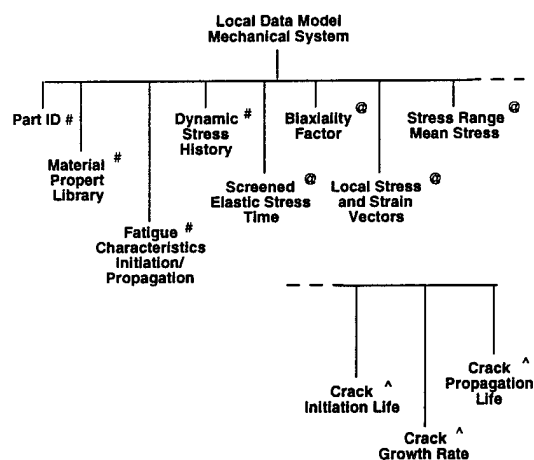 Local Data Model
Mechanical System
Part ID #
Material #
Propert
Library
Fatigue #
Characteristics
Initiation/
Propagation
Dynamic #
Stress
History
Screened @
Elastic Stress
Time
Biaxiality @
Factor
Local Stress @
and Strain
Vectors
Stress Range @
Mean Stress
Crack ^
Initiation Life
Crack ^
Growth Rate
Crack ^
Propagation
Life